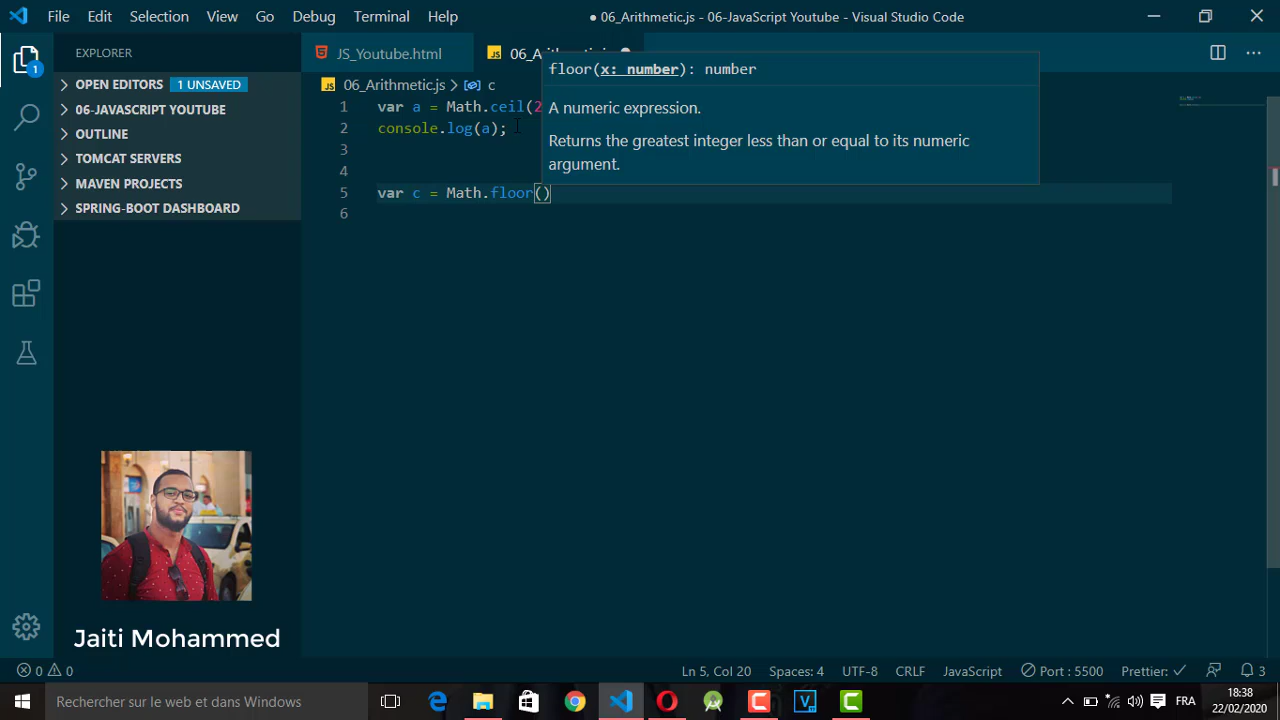 File Edit Selection View Go Debug Terminal Help
● 06_Arithmetic.js - 06-JavaScript Youtube - Visual Studio Code
EXPLORER
JS_Youtube.html
JS
1
OPEN EDITORS 1 UNSAVED
06-JAVASCRIPT YOUTUBE
OUTLINE
TOMCAT SERVERS
MAVEN PROJECTS
SPRING-BOOT DASHBOARD
JS 06_Arithmetic.js > c
floor(x: number): number
A numeric expression.
Returns the greatest integer less than or equal to its numeric
argument.
1 var a = Math.ceil(2
2 console.log(a);
3
4
5 var c = Math.floor()
6
Jaiti Mohammed
0 0
Ln 5, Col 20 Spaces: 4 UTF-8 CRLF JavaScript Port : 5500 Prettier: ✓ 3
Recherchez sur le web et dans Windows
FRA
18:38
22/02/2020